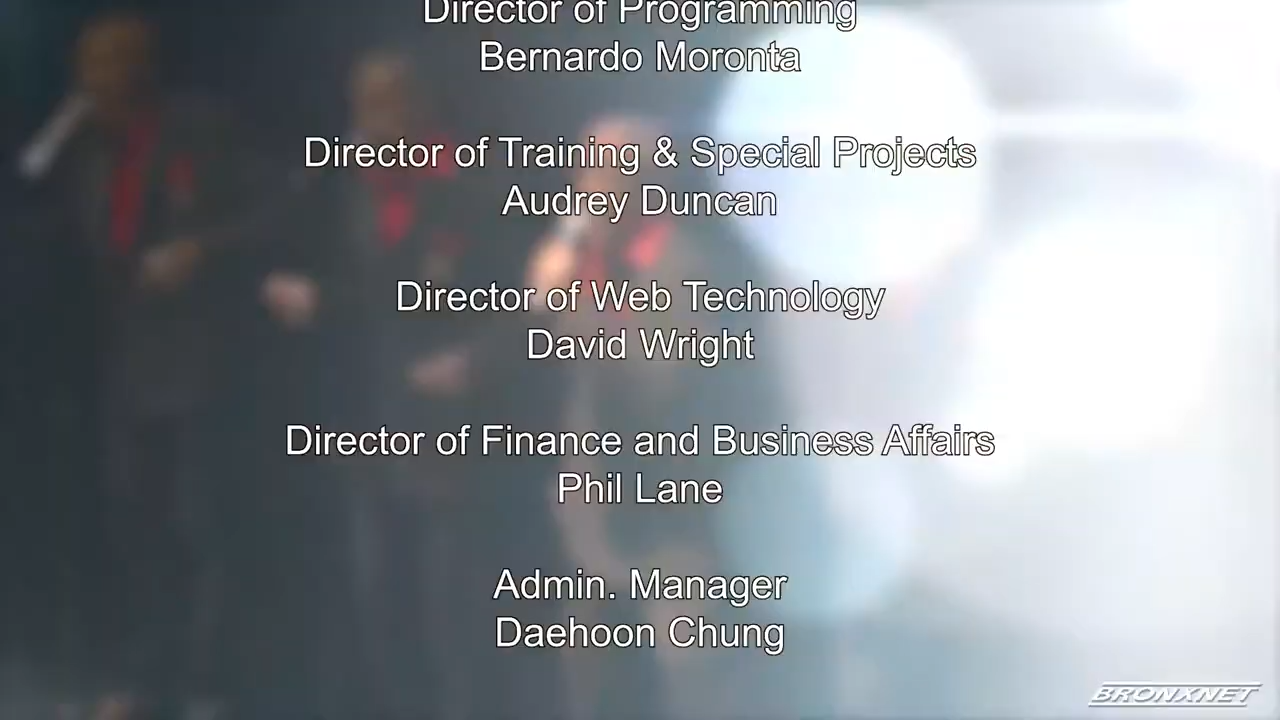 Director of Programming
Bernardo Moronta
Director of Training & Special Projects
Audrey Duncan
Director of Web Technology
David Wright
Director of Finance and Business Affairs
Phil Lane
Admin. Manager
Daehoon Chung
BRONXNET